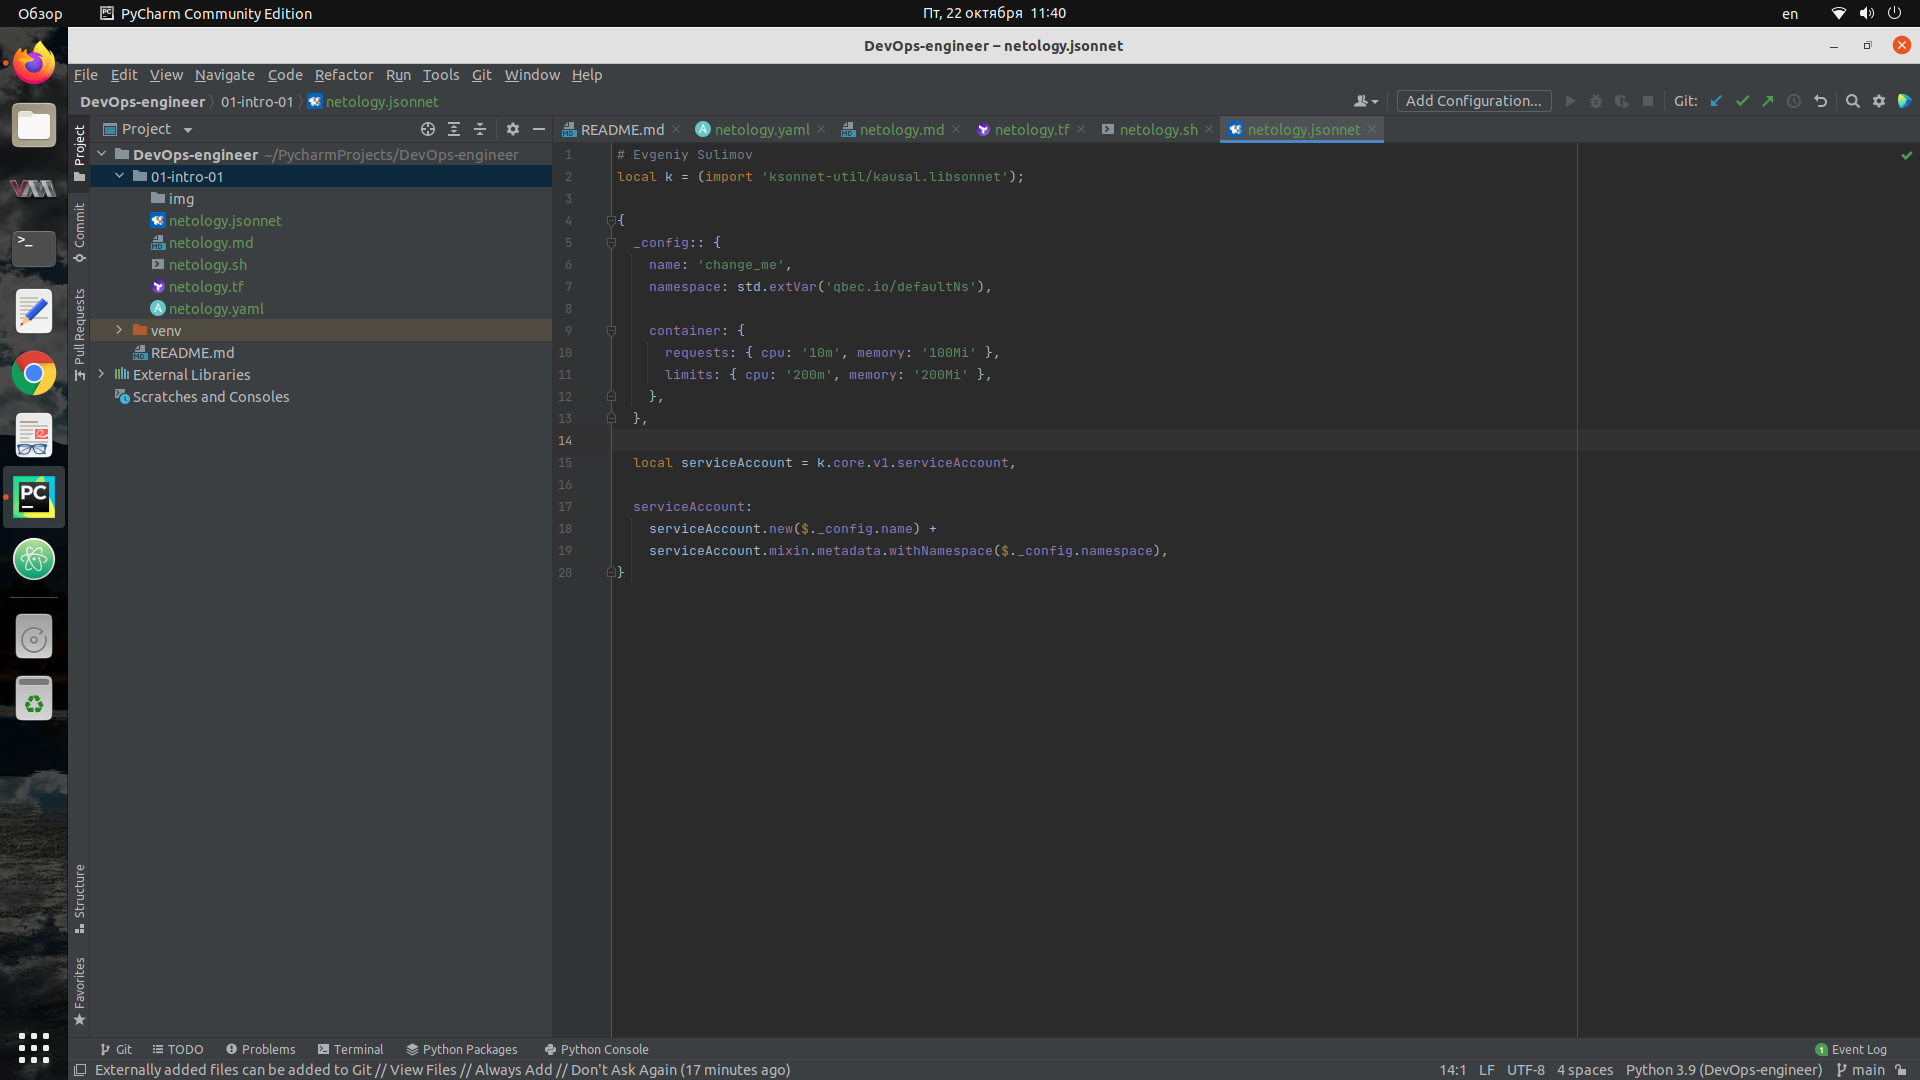 Обзор PyCharm Community Edition Пт, 22 октября 11:40 en
DevOps-engineer – netology.jsonnet
File Edit View Navigate Code Refactor Run Tools Git Window Help
DevOps-engineer 01-intro-01 netology.jsonnet Add Configuration... Git:
Project README.md netology.yaml netology.md netology.tf netology.sh netology.jsonnet
Project
Commit
Pull Requests
Structure
Favorites
DevOps-engineer ~/PycharmProjects/DevOps-engineer
01-intro-01
img
netology.jsonnet
netology.md
netology.sh
netology.tf
netology.yaml
venv
README.md
External Libraries
Scratches and Consoles
1 # Evgeniy Sulimov
2 local k = (import 'ksonnet-util/kausal.libsonnet');
3
4 {
5 _config:: {
6 name: 'change_me',
7 namespace: std.extVar('qbec.io/defaultNs'),
8
9 container: {
10 requests: { cpu: '10m', memory: '100Mi' },
11 limits: { cpu: '200m', memory: '200Mi' },
12 },
13 },
14
15 local serviceAccount = k.core.v1.serviceAccount,
16
17 serviceAccount:
18 serviceAccount.new($._config.name) +
19 serviceAccount.mixin.metadata.withNamespace($._config.namespace),
20 }
Git TODO Problems Terminal Python Packages Python Console 1 Event Log
Externally added files can be added to Git // View Files // Always Add // Don't Ask Again (17 minutes ago) 14:1 LF UTF-8 4 spaces Python 3.9 (DevOps-engineer) main